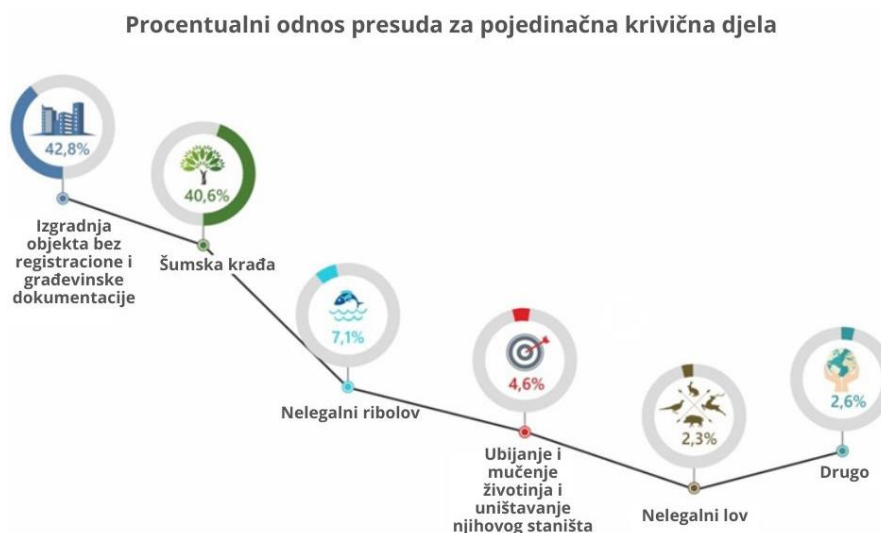 Procentualni odnos presuda za pojedinačna krivična djela
42,8%
Izgradnja
objekta bez
registracione i
građevinske
dokumentacije
40,6%
Šumska krađa
7,1%
Nelegalni ribolov
4,6%
Ubijanje i
mučenje
životinja i
uništavanje
njihovog staništa
2,3%
Nelegalni lov
2,6%
Drugo